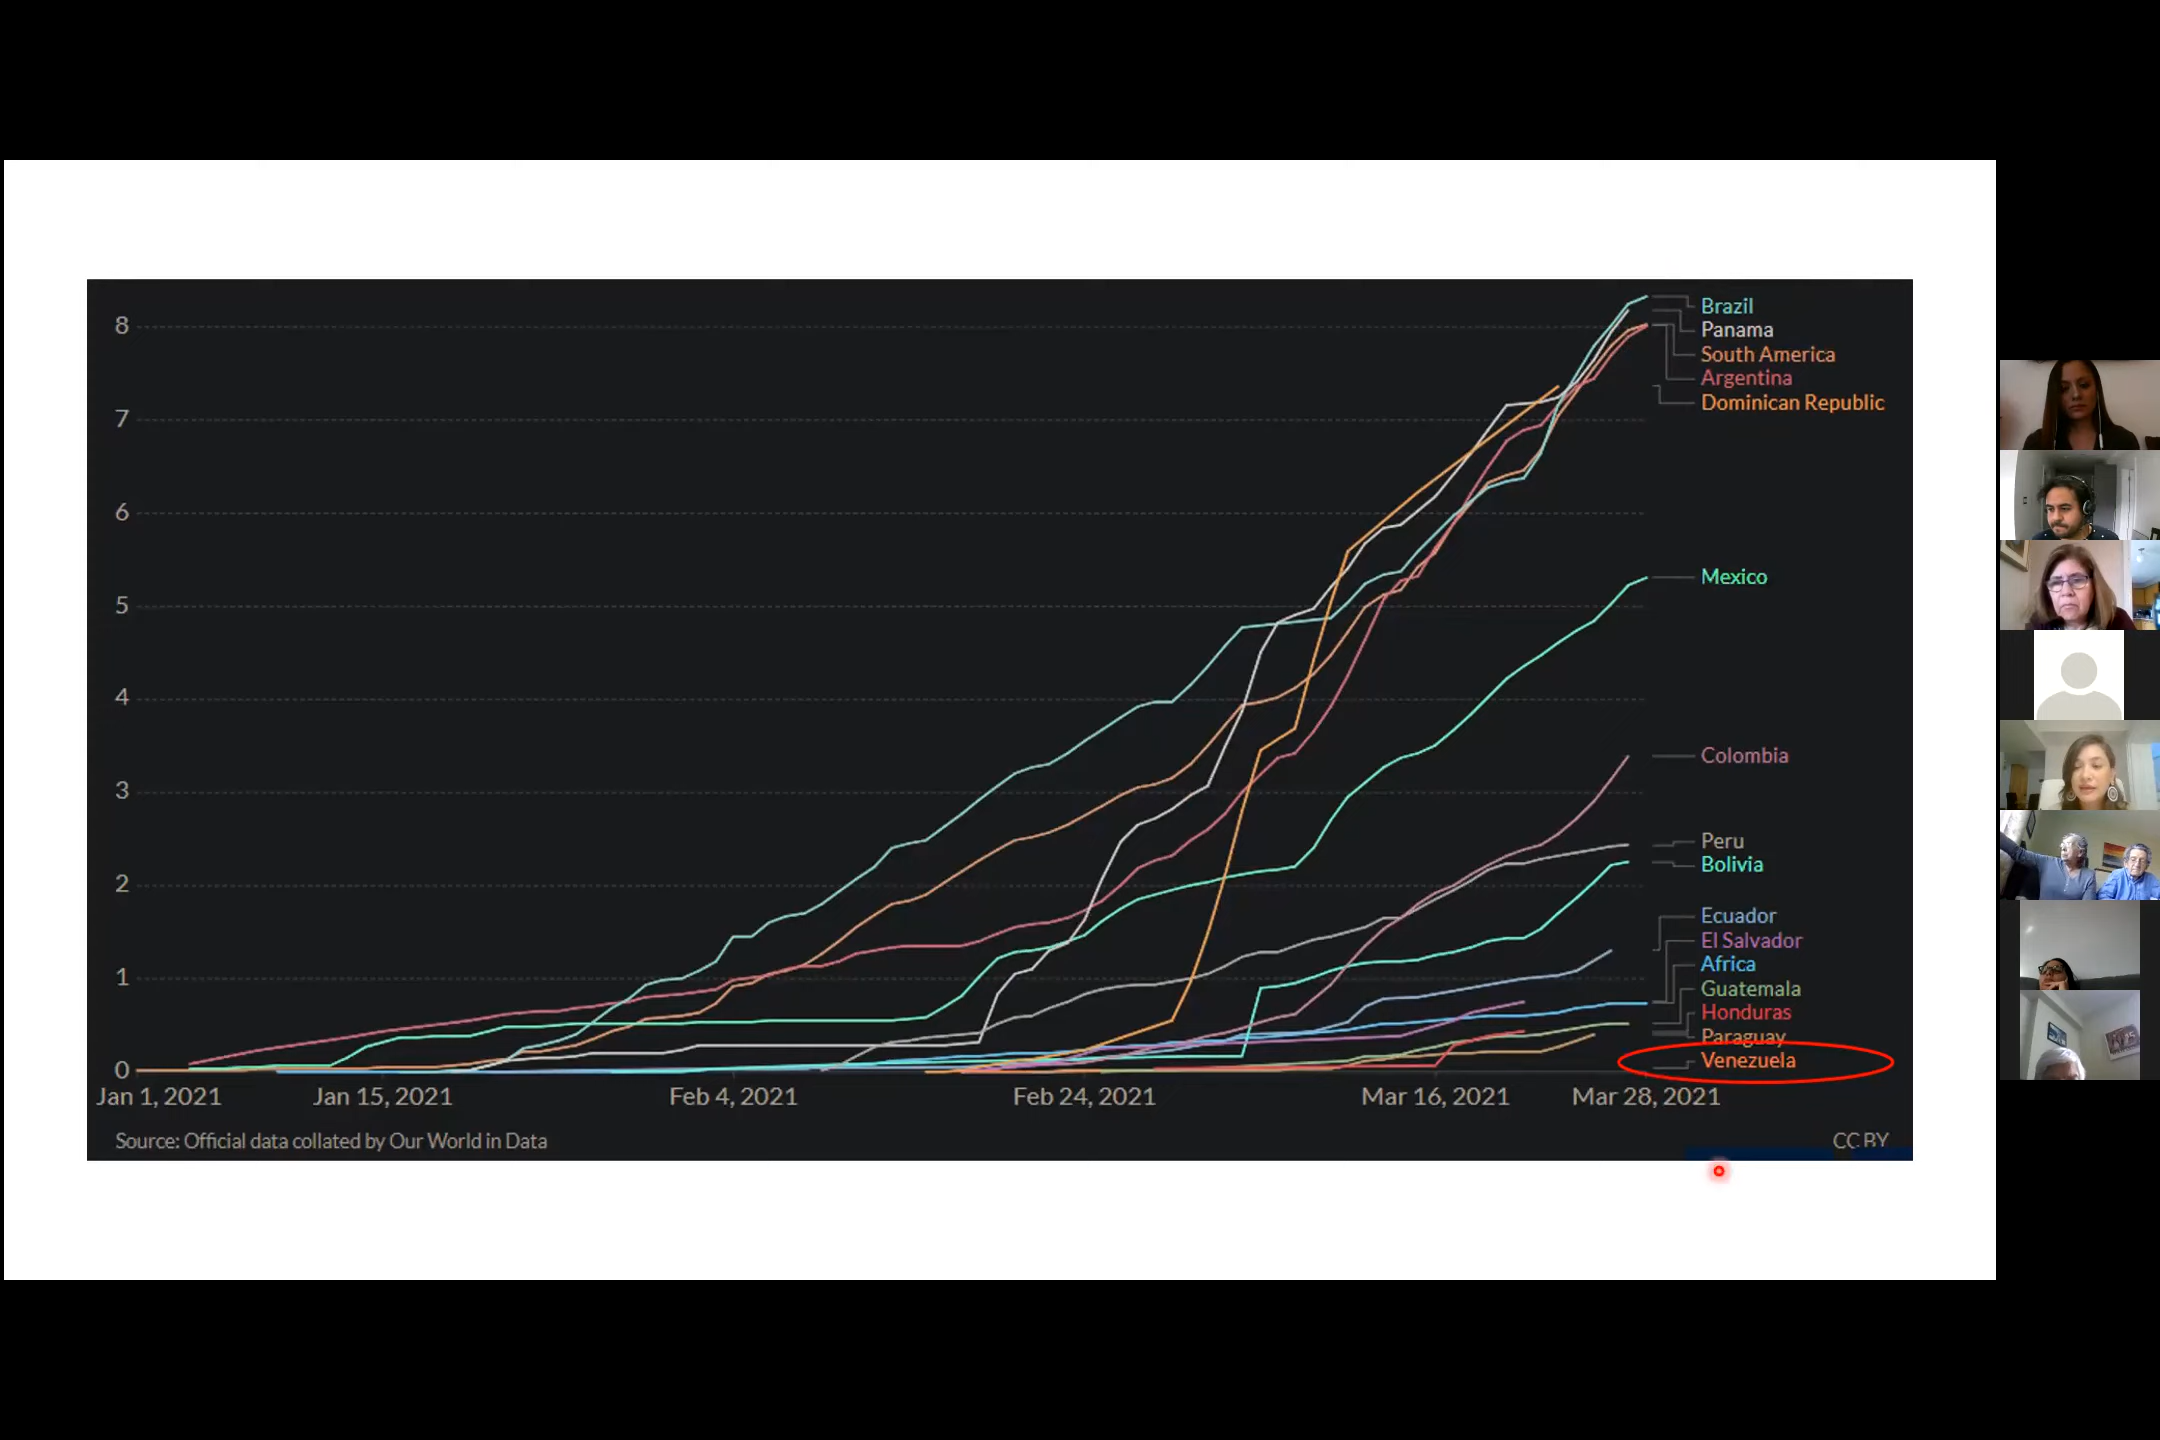 8
7
6
5
4
3
2
1
0
Brazil
Panama
South America
Argentina
Dominican Republic
Mexico
Colombia
Peru
Bolivia
Ecuador
El Salvador
Africa
Guatemala
Honduras
Paraguay
Venezuela
Jan 1, 2021 Jan 15, 2021 Feb 4, 2021 Feb 24, 2021 Mar 16, 2021 Mar 28, 2021
Source: Official data collated by Our World in Data CC BY